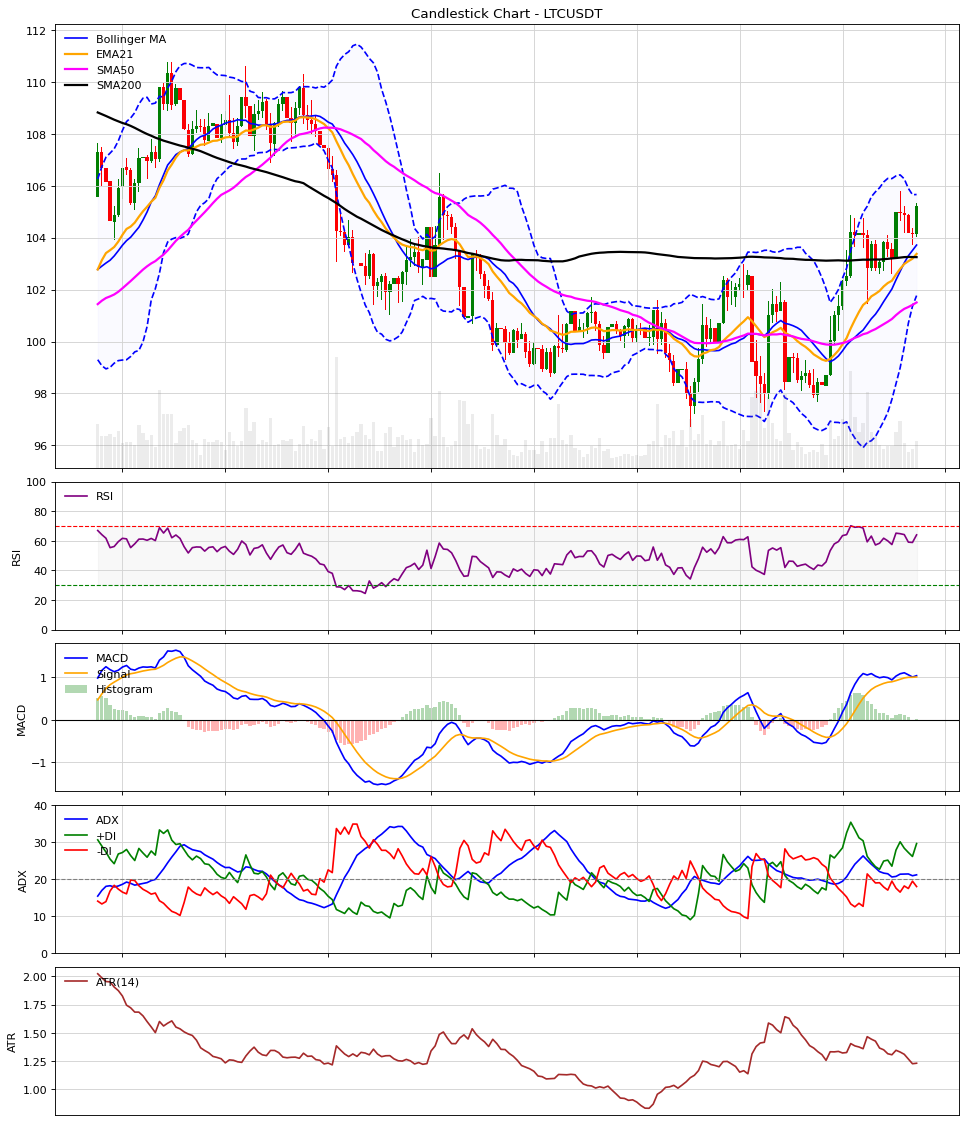 Candlestick Chart - LTCUSDT
112
110
108
106
104
102
100
98
96
Bollinger MA
EMA21
SMA50
SMA200
100
80
60
40
20
0
RSI
RSI
1
0
−1
MACD
MACD
Signal
Histogram
40
30
20
10
0
ADX
ADX
+DI
-DI
2.00
1.75
1.50
1.25
1.00
ATR
ATR(14)